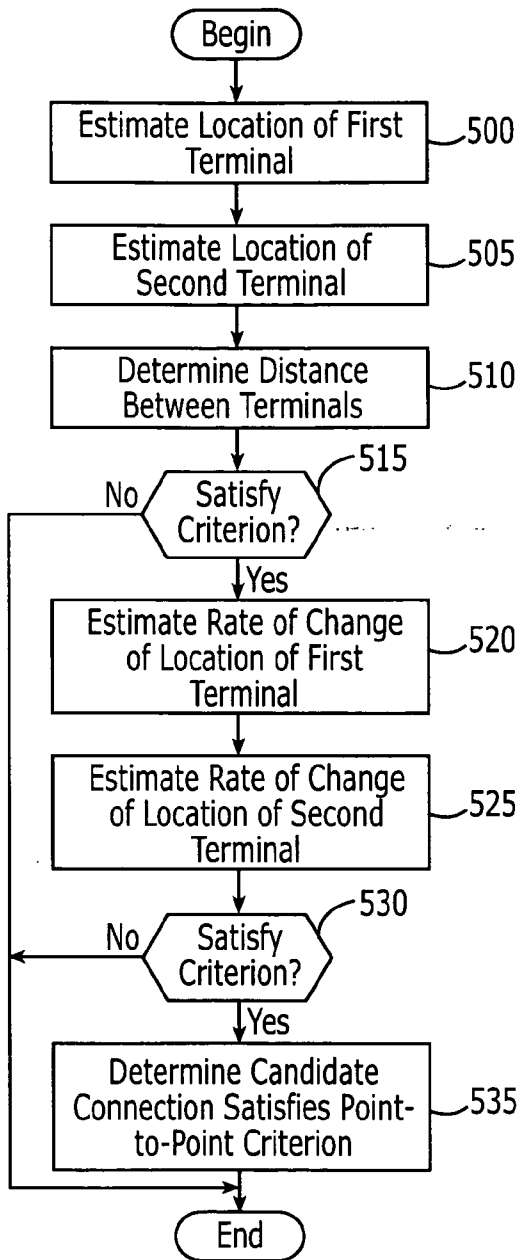 Begin
Estimate Location of First
Terminal
500
Estimate Location of
Second Terminal
505
Determine Distance
Between Terminals
510
515
No
Satisfy
Criterion?
Yes
Estimate Rate of Change
of Location of First
Terminal
520
Estimate Rate of Change
of Location of Second
Terminal
525
530
No
Satisfy
Criterion?
Yes
Determine Candidate
Connection Satisfies Point-
to-Point Criterion
535
End